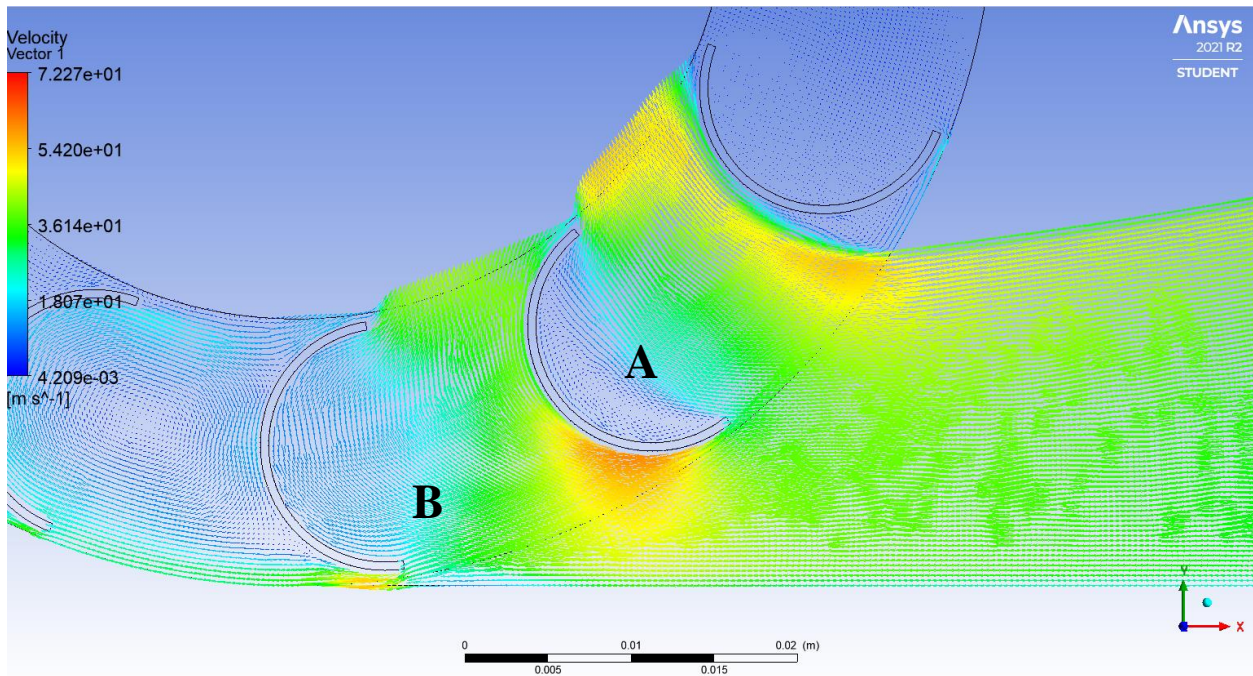 Velocity
Vector 1
7.227e+01
5.420e+01
3.614e+01
1.807e+01
4.209e-03
[m s^-1]
Ansys
2021 R2
STUDENT
A
B
Y
X
0
0.01
0.02
(m)
0.005
0.015